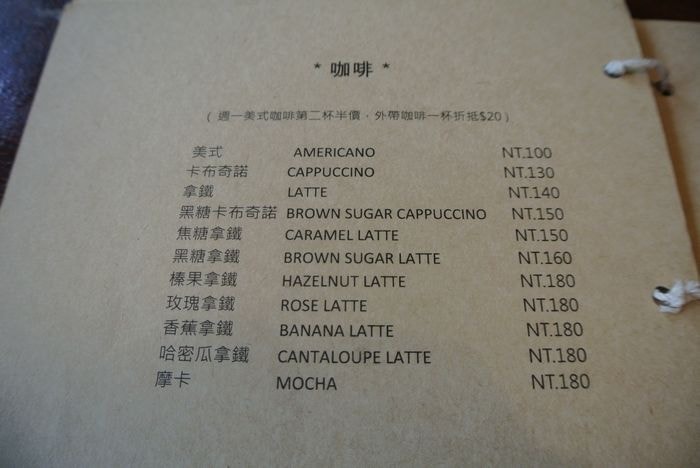 * 咖啡 *
（週一美式咖啡第二杯半價，外帶咖啡一杯折抵$20）
美式 AMERICANO NT.100
卡布奇諾 CAPPUCCINO NT.130
拿鐵 LATTE NT.140
黑糖卡布奇諾 BROWN SUGAR CAPPUCCINO NT.150
焦糖拿鐵 CARAMEL LATTE NT.150
黑糖拿鐵 BROWN SUGAR LATTE NT.160
榛果拿鐵 HAZELNUT LATTE NT.180
玫瑰拿鐵 ROSE LATTE NT.180
香蕉拿鐵 BANANA LATTE NT.180
哈密瓜拿鐵 CANTALOUPE LATTE NT.180
摩卡 MOCHA NT.180